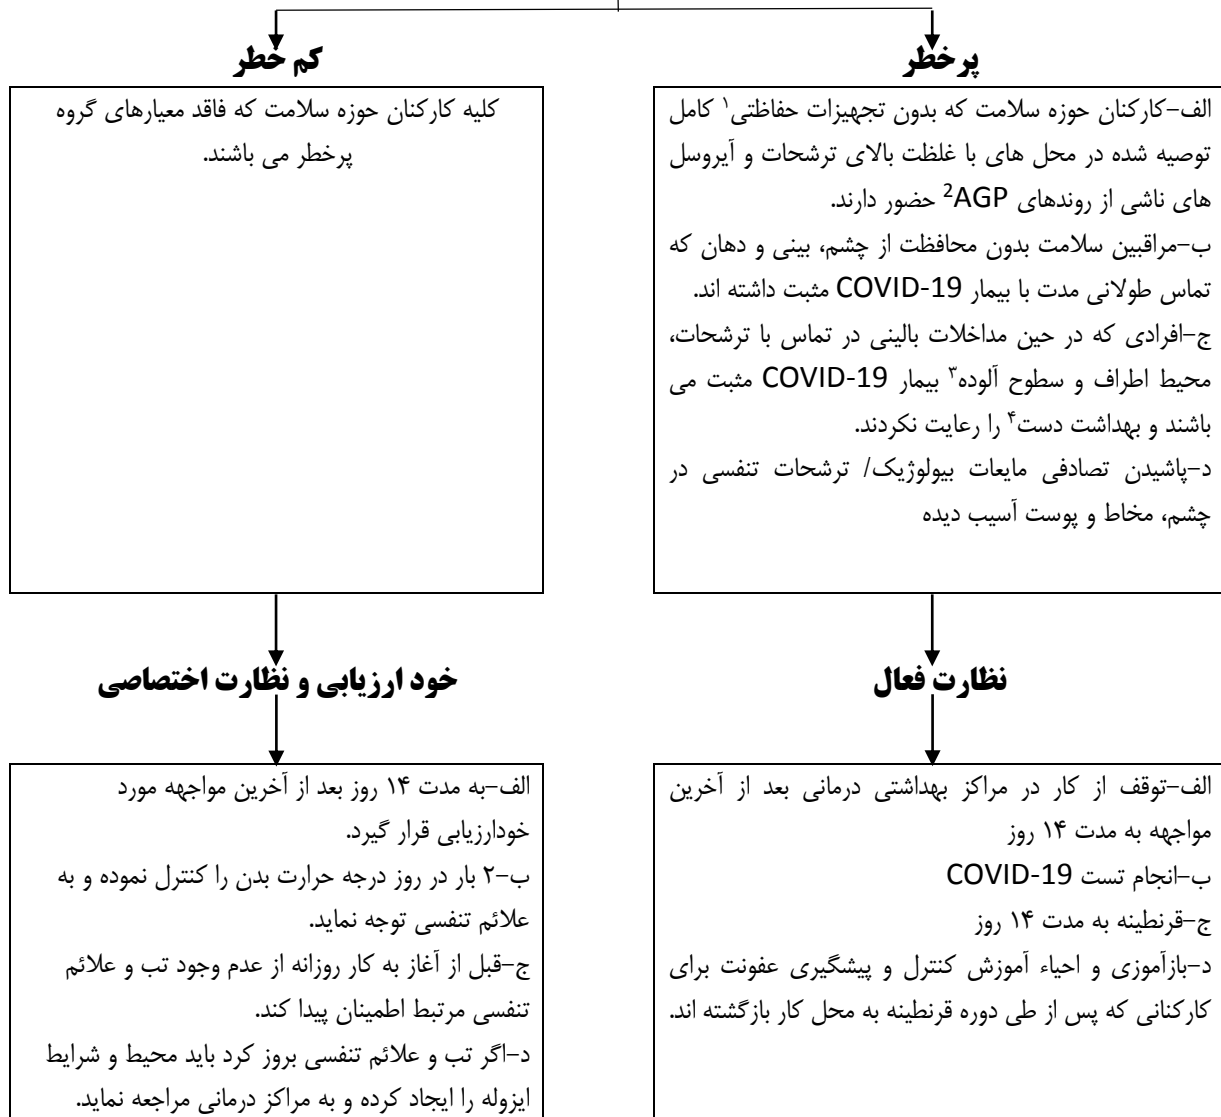 پرخطر
الف-کارکنان حوزه سلامت که بدون تجهیزات حفاظتی۱ کامل
توصیه شده در محل های با غلظت بالای ترشحات و آیروسل
های ناشی از روندهای AGP2 حضور دارند.
ب-مراقبین سلامت بدون محافظت از چشم، بینی و دهان که
تماس طولانی مدت با بیمار COVID-19 مثبت داشته اند.
ج-افرادی که در حین مداخلات بالینی در تماس با ترشحات،
محیط اطراف و سطوح آلوده۳ بیمار COVID-19 مثبت می
باشند و بهداشت دست۴ را رعایت نکردند.
د-پاشیدن تصادفی مایعات بیولوژیک/ ترشحات تنفسی در
چشم، مخاط و پوست آسیب دیده
نظارت فعال
الف-توقف از کار در مراکز بهداشتی درمانی بعد از آخرین
مواجهه به مدت ۱۴ روز
ب-انجام تست COVID-19
ج-قرنطینه به مدت ۱۴ روز
د-بازآموزی و احیاء آموزش کنترل و پیشگیری عفونت برای
کارکنانی که پس از طی دوره قرنطینه به محل کار بازگشته اند.
کم خطر
کلیه کارکنان حوزه سلامت که فاقد معیارهای گروه
پرخطر می باشند.
خود ارزیابی و نظارت اختصاصی
الف-به مدت ۱۴ روز بعد از آخرین مواجهه مورد
خودارزیابی قرار گیرد.
ب-۲ بار در روز درجه حرارت بدن را کنترل نموده و به
علائم تنفسی توجه نماید.
ج-قبل از آغاز به کار روزانه از عدم وجود تب و علائم
تنفسی مرتبط اطمینان پیدا کند.
د-اگر تب و علائم تنفسی بروز کرد باید محیط و شرایط
ایزوله را ایجاد کرده و به مراکز درمانی مراجعه نماید.